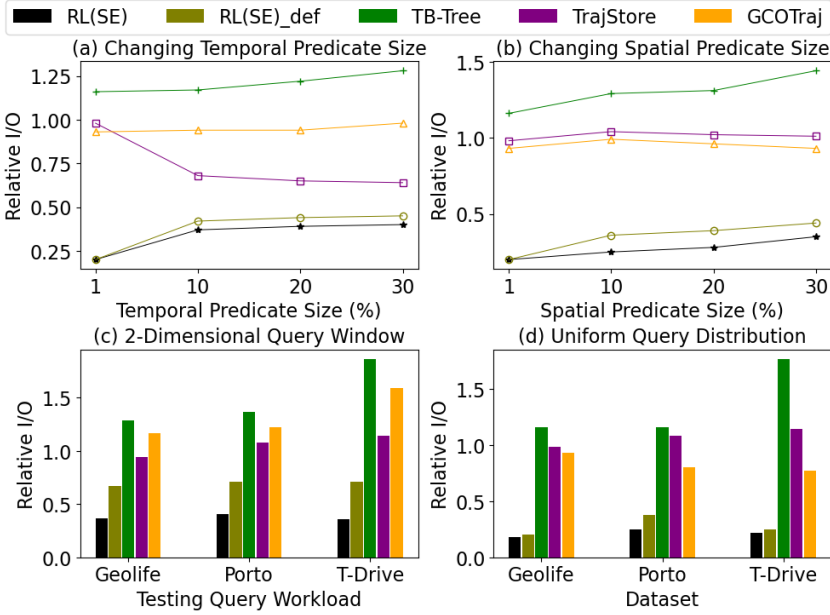 RL(SE) RL(SE)_def TB-Tree TrajStore GCOTraj
(a) Changing Temporal Predicate Size
Relative I/O
1.25
1.00
0.75
0.50
0.25
1 10 20 30
Temporal Predicate Size (%)
(b) Changing Spatial Predicate Size
Relative I/O
1.5
1.0
0.5
1 10 20 30
Spatial Predicate Size (%)
(c) 2-Dimensional Query Window
Relative I/O
1.5
1.0
0.5
0.0
Geolife Porto T-Drive
Testing Query Workload
(d) Uniform Query Distribution
Relative I/O
1.5
1.0
0.5
0.0
Geolife Porto T-Drive
Dataset